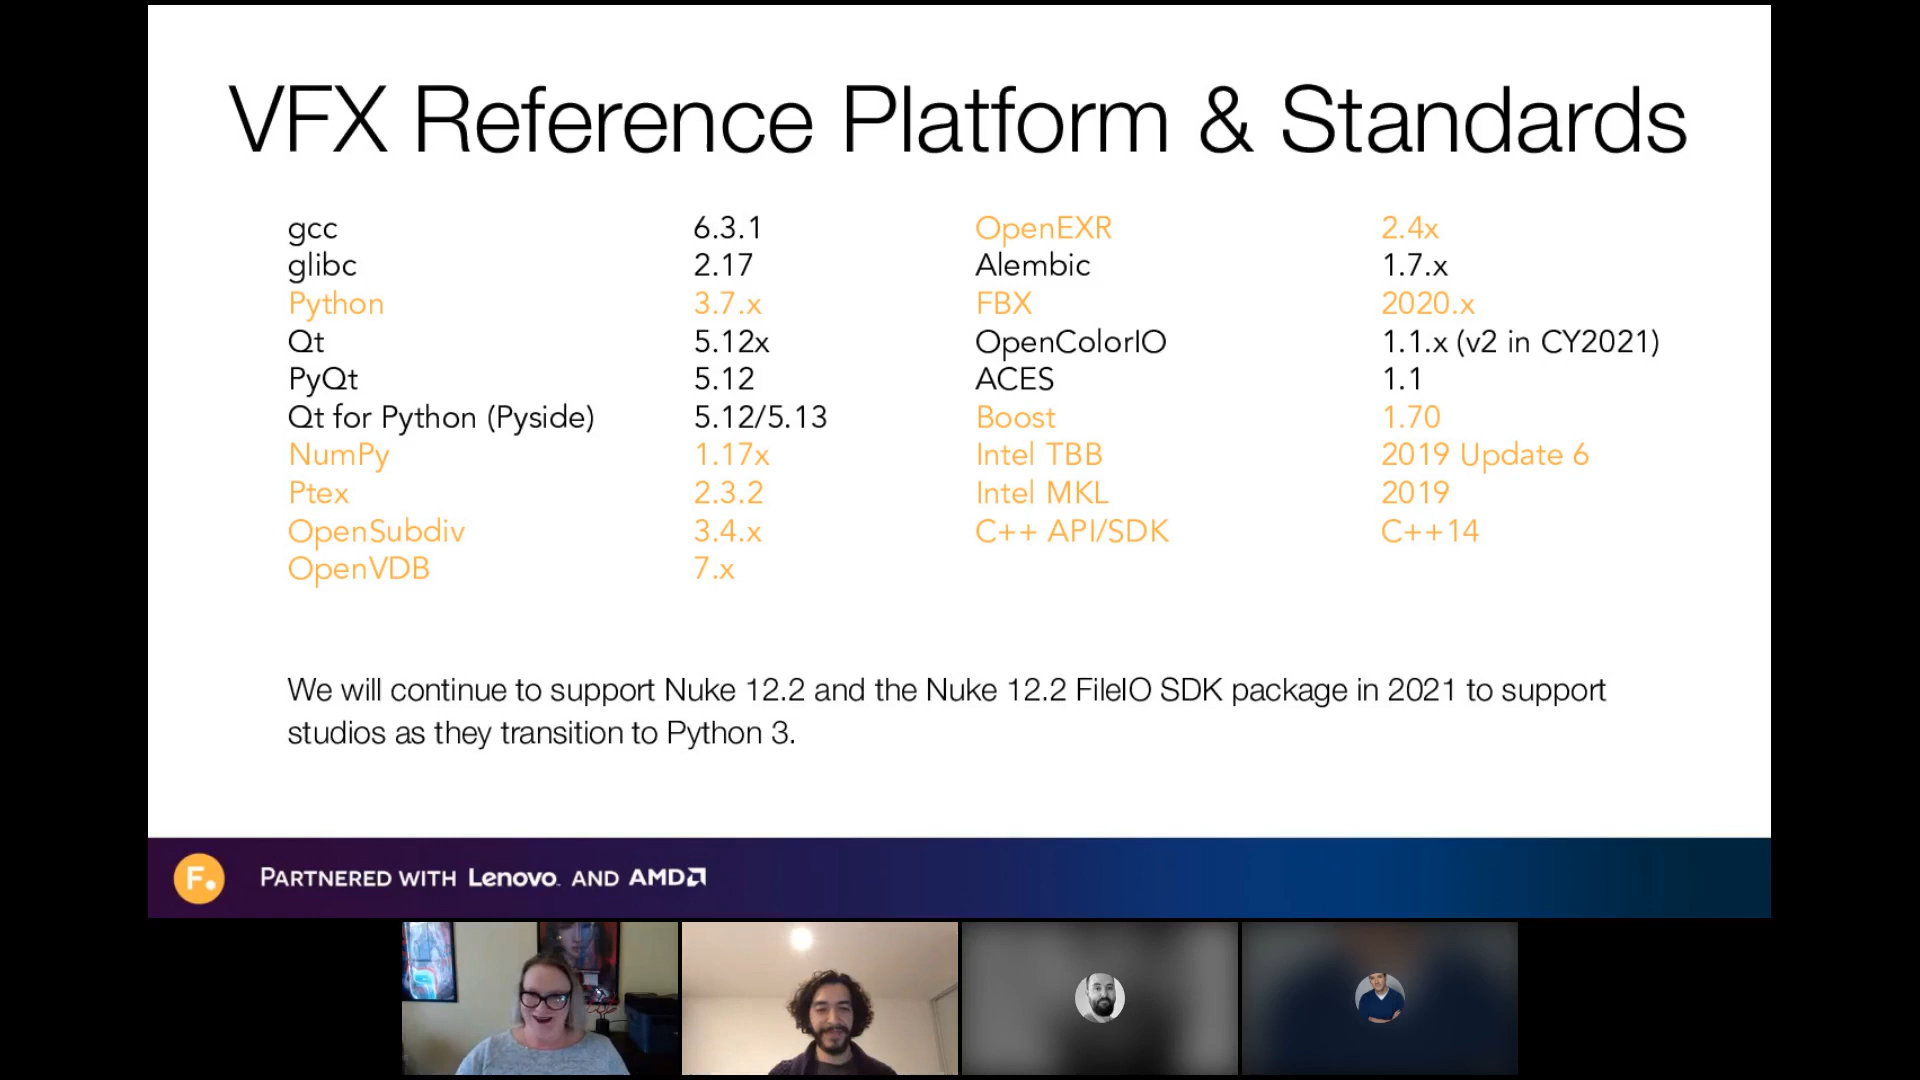 VFX Reference Platform & Standards
gcc 6.3.1
glibc 2.17
Python 3.7.x
Qt 5.12x
PyQt 5.12
Qt for Python (Pyside) 5.12/5.13
NumPy 1.17x
Ptex 2.3.2
OpenSubdiv 3.4.x
OpenVDB 7.x
OpenEXR 2.4x
Alembic 1.7.x
FBX 2020.x
OpenColorIO 1.1.x (v2 in CY2021)
ACES 1.1
Boost 1.70
Intel TBB 2019 Update 6
Intel MKL 2019
C++ API/SDK C++14
We will continue to support Nuke 12.2 and the Nuke 12.2 FileIO SDK package in 2021 to support
studios as they transition to Python 3.
F. PARTNERED WITH Lenovo. AND AMD